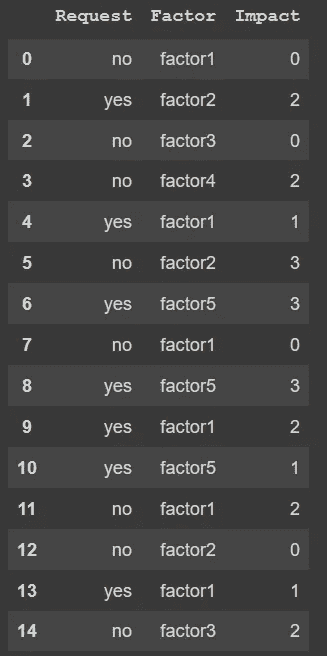 Request Factor Impact
0 no factor1 0
1 yes factor2 2
2 no factor3 0
3 no factor4 2
4 yes factor1 1
5 no factor2 3
6 yes factor5 3
7 no factor1 0
8 yes factor5 3
9 yes factor1 2
10 yes factor5 1
11 no factor1 2
12 no factor2 0
13 yes factor1 1
14 no factor3 2